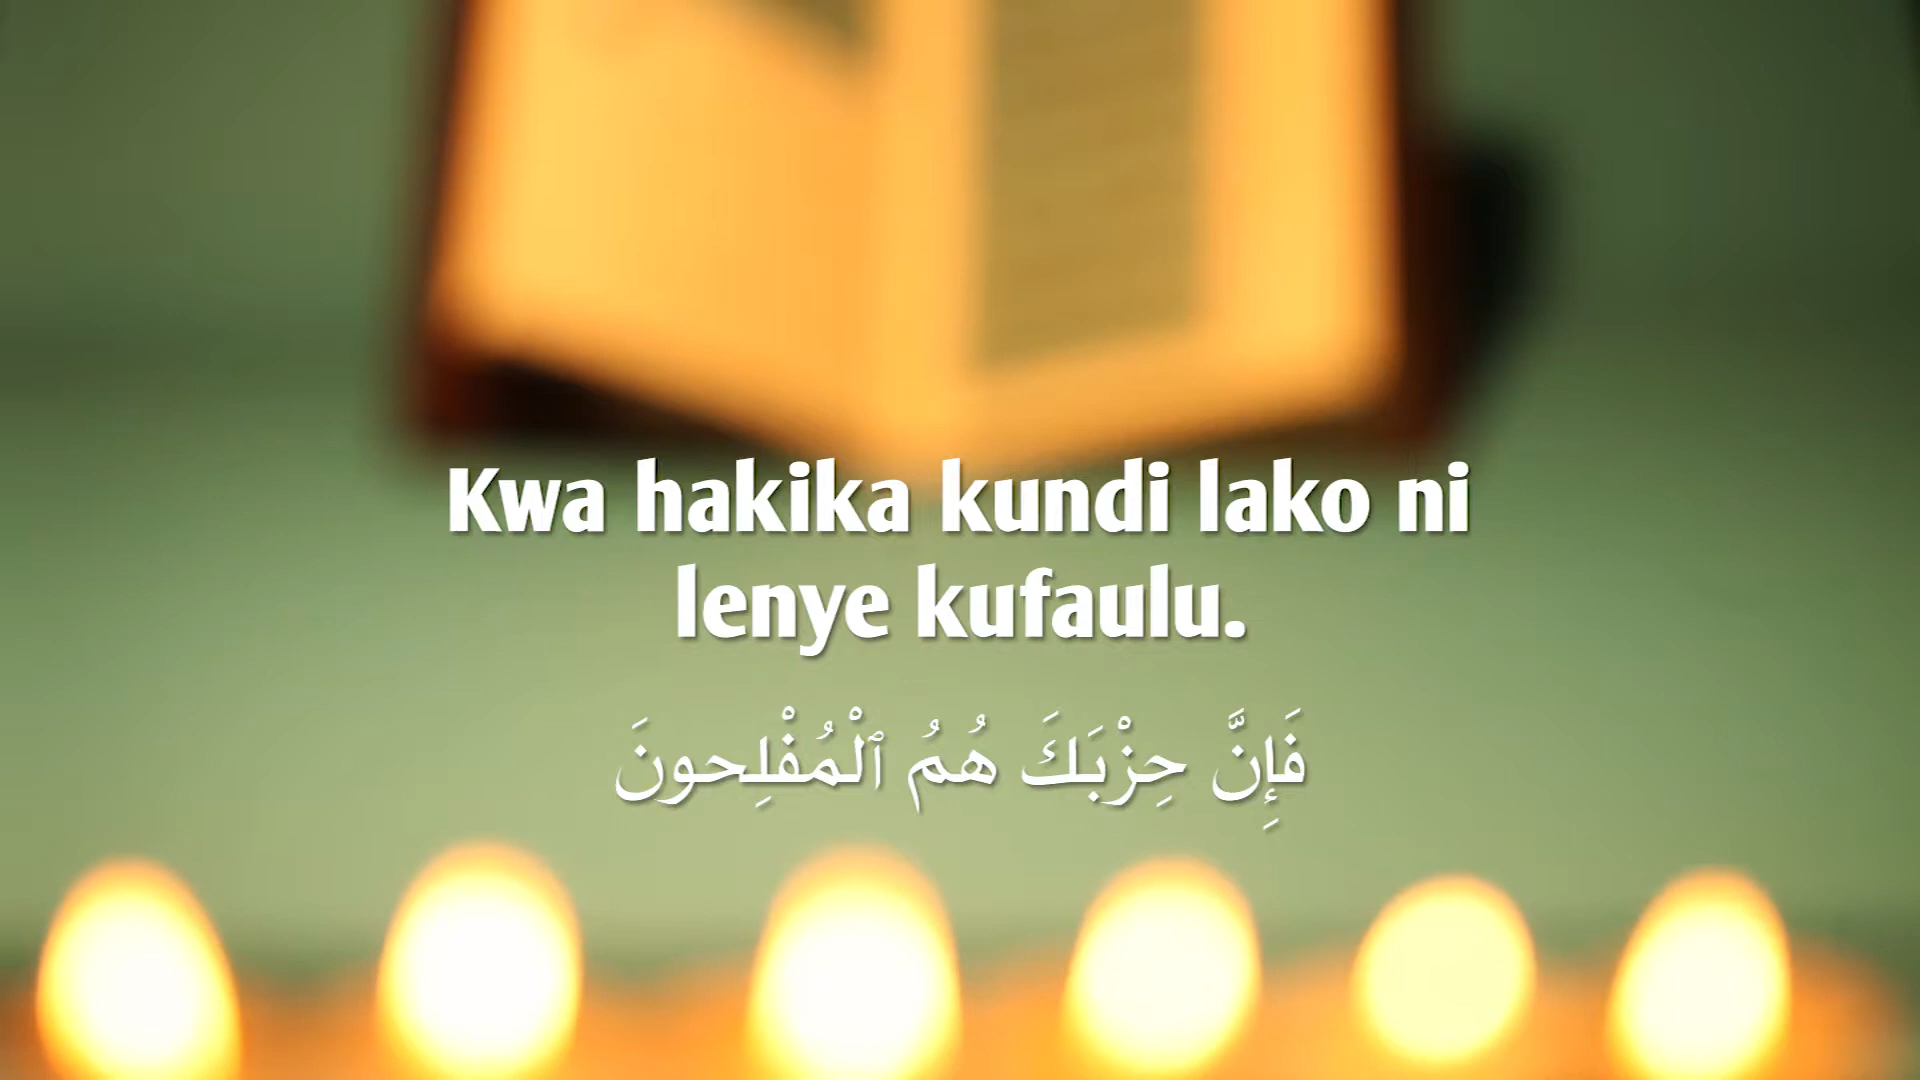 Kwa hakika kundi lako ni
lenye kufaulu.
فَإِنَّ حِزْبَكَ هُمُ ٱلْمُفْلِحونَ